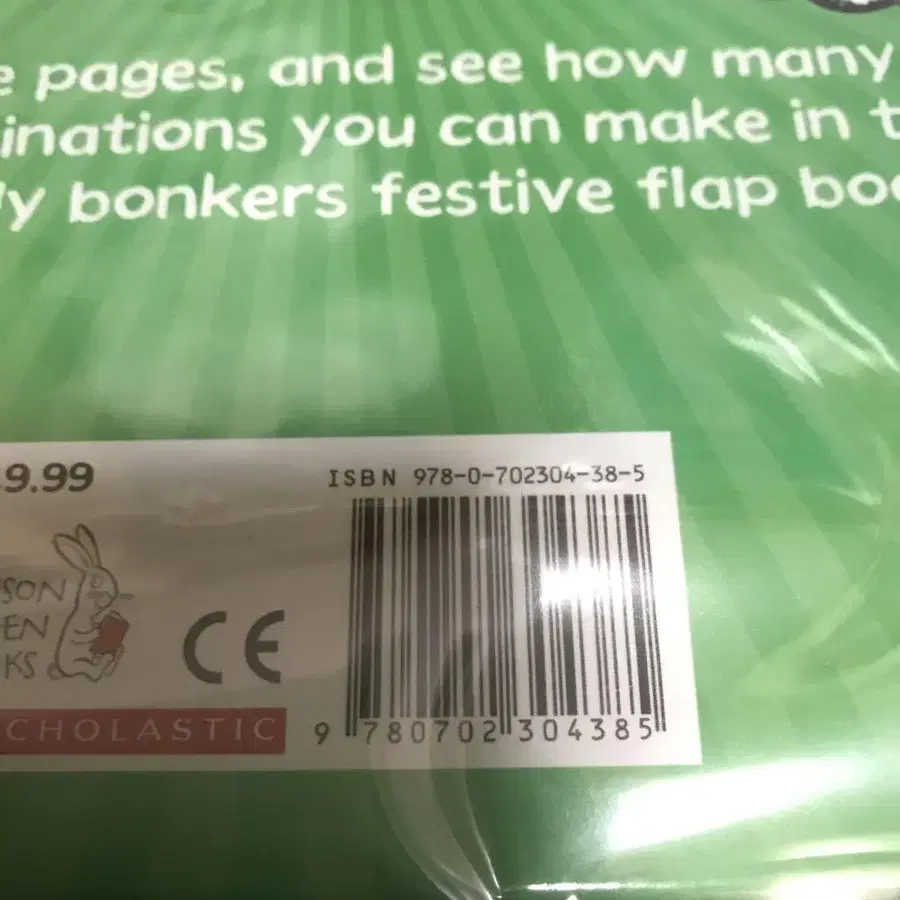 e pages, and see how many
inations you can make in t
ly bonkers festive flap boo
9.99
ISBN 978-0-702304-38-5
SON
EN
KS
CE
CHOLASTIC
9 780702 304385